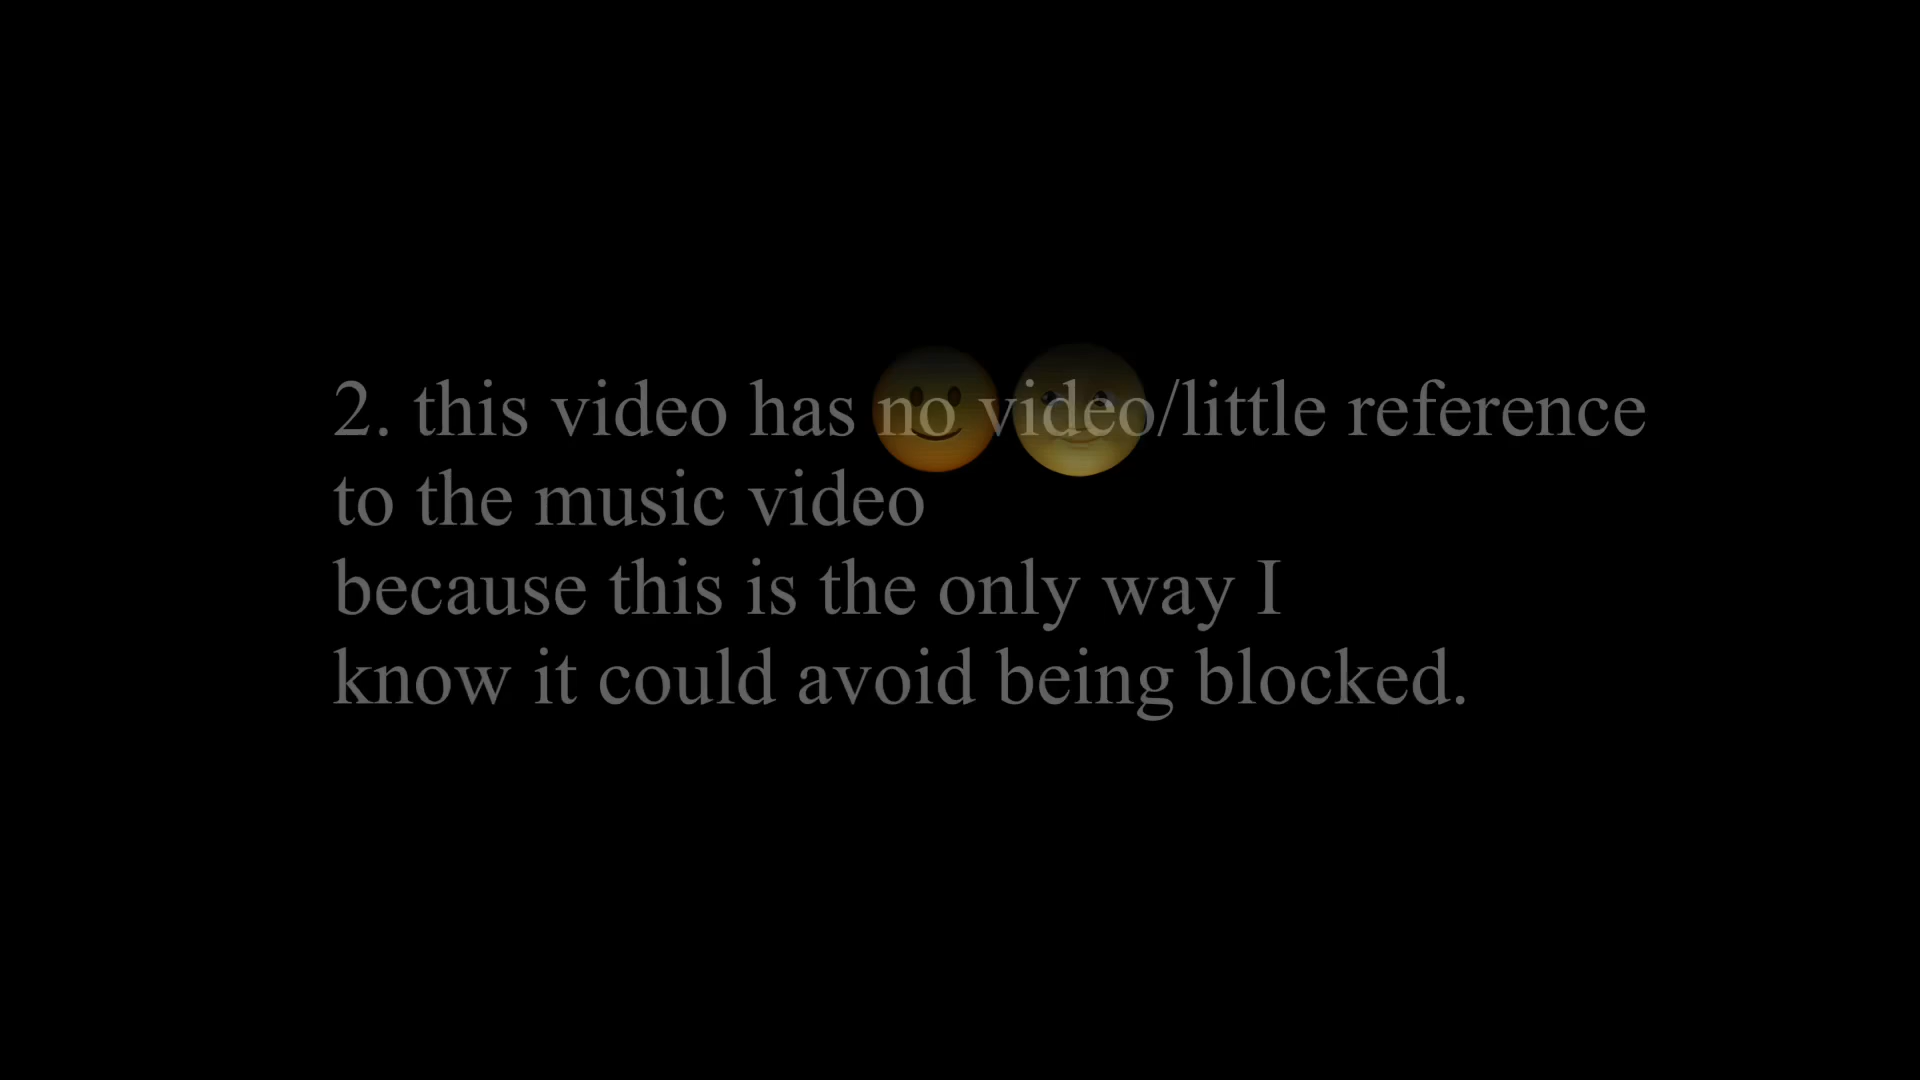 2. this video has no video/little reference
to the music video
because this is the only way I
know it could avoid being blocked.